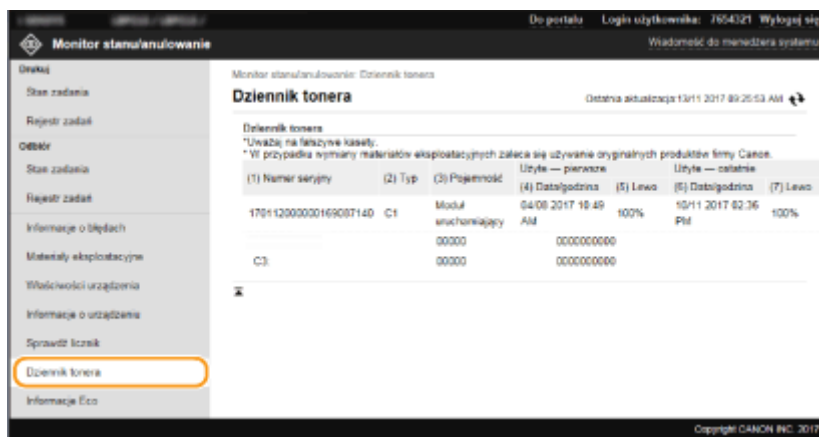 Do portalu Login użytkownika: 7654321 Wyloguj się
Monitor stanu/anulowanie
Wiadomość do menedżera systemu
Drukuj
Stan zadania
Rejestr zadań
Odbiór
Stan zadania
Rejestr zadań
Informacje o błędach
Materiały eksploatacyjne
Właściwości urządzenia
Informacje o urządzeniu
Sprawdź licznik
Dziennik tonera
Informacje Eco
Monitor stanu/anulowanie: Dziennik tonera
Dziennik tonera
Ostatnia aktualizacja 13/11 2017 09:25:53 AM
Dziennik tonera
*Uważaj na fałszywe kasety.
* W przypadku wymiany materiałów eksploatacyjnych zaleca się używanie oryginalnych produktów firmy Canon.
(1) Numer seryjny (2) Typ (3) Pojemność Użyte — pierwsze Użyte — ostatnie
(4) Data/godzina (5) Lewo (6) Data/godzina (7) Lewo
170112000000169087140 C1 Moduł uruchamiający 04/08 2017 10:49 AM 100% 10/11 2017 02:36 PM 100%
00000 0000000000
C3: 00000 0000000000
Copyright CANON INC. 2017